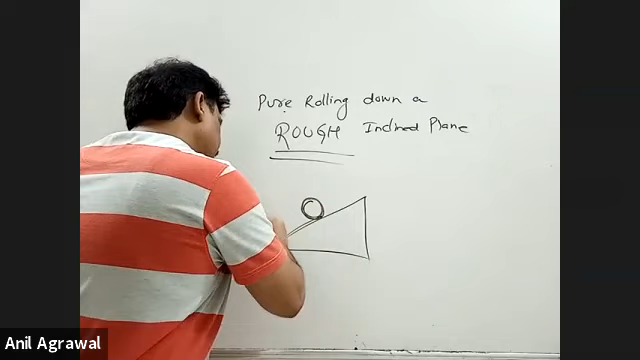 Pure Rolling down a
ROUGH Inclined Plane
Anil Agrawal